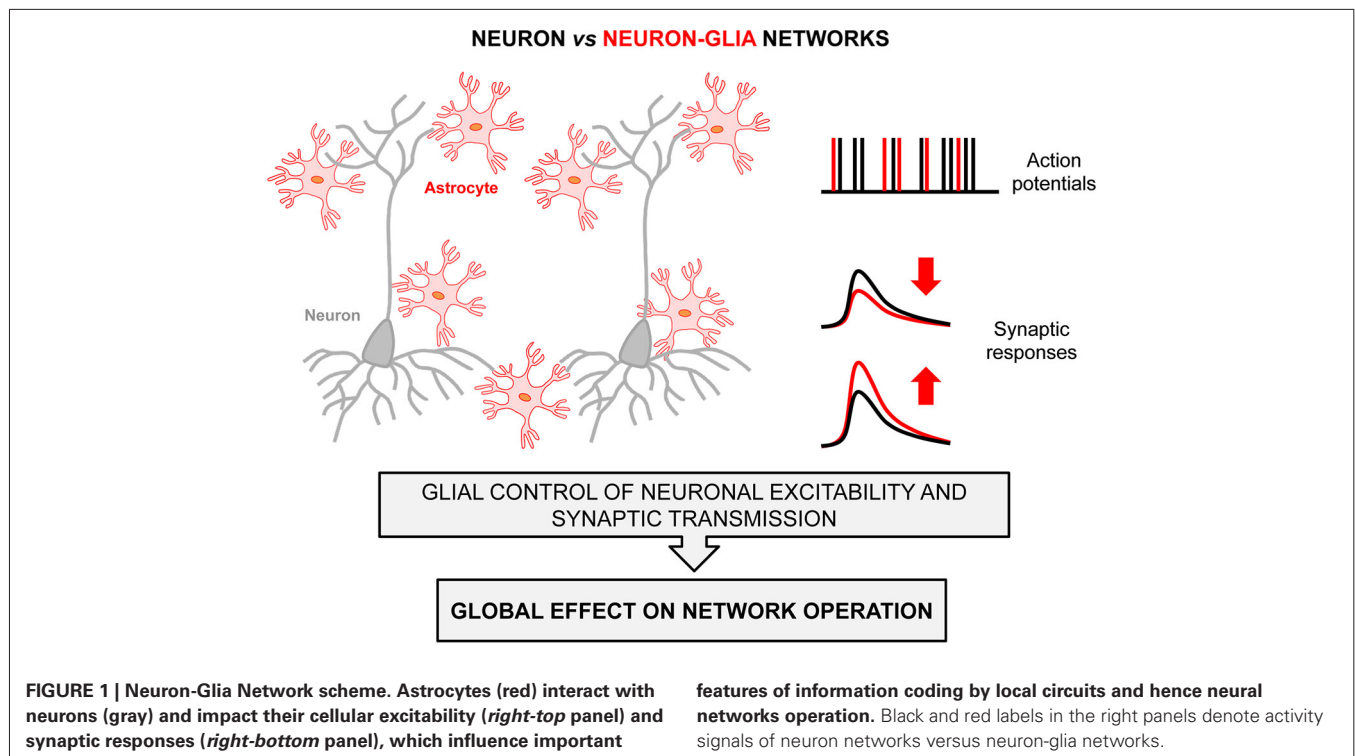 NEURON vs NEURON-GLIA NETWORKS
Astrocyte
Neuron
Action
potentials
Synaptic
responses
GLIAL CONTROL OF NEURONAL EXCITABILITY AND
SYNAPTIC TRANSMISSION
GLOBAL EFFECT ON NETWORK OPERATION
FIGURE 1 | Neuron-Glia Network scheme. Astrocytes (red) interact with
neurons (gray) and impact their cellular excitability (right-top panel) and
synaptic responses (right-bottom panel), which influence important
features of information coding by local circuits and hence neural
networks operation. Black and red labels in the right panels denote activity
signals of neuron networks versus neuron-glia networks.